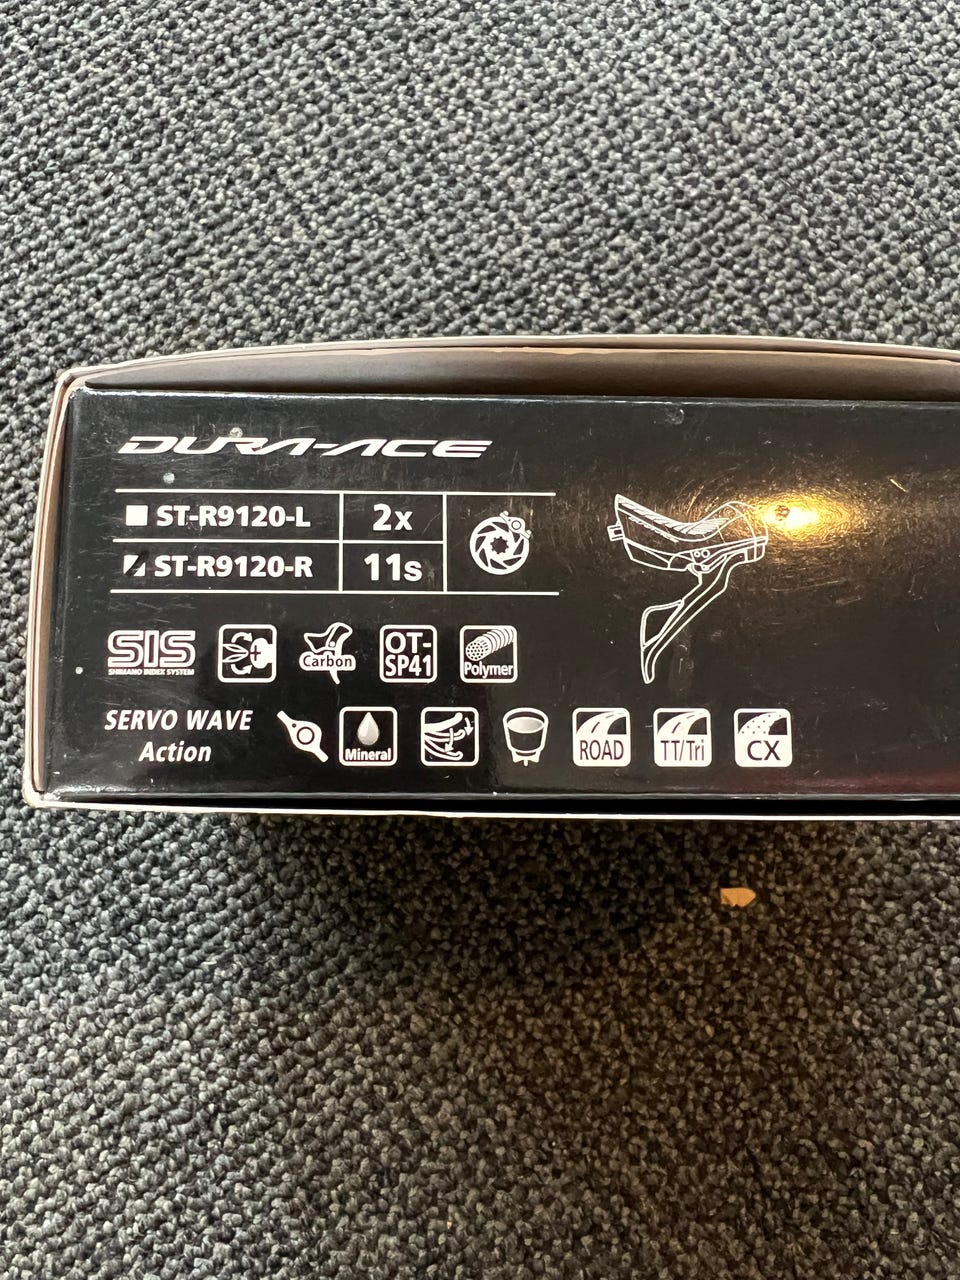 DURA-ACE
ST-R9120-L 2x
ST-R9120-R 11s
SIS
SHIMANO INDEX SYSTEM
Carbon
OT-
SP41
Polymer
SERVO WAVE
Action
Mineral
ROAD
TT/Tri
CX